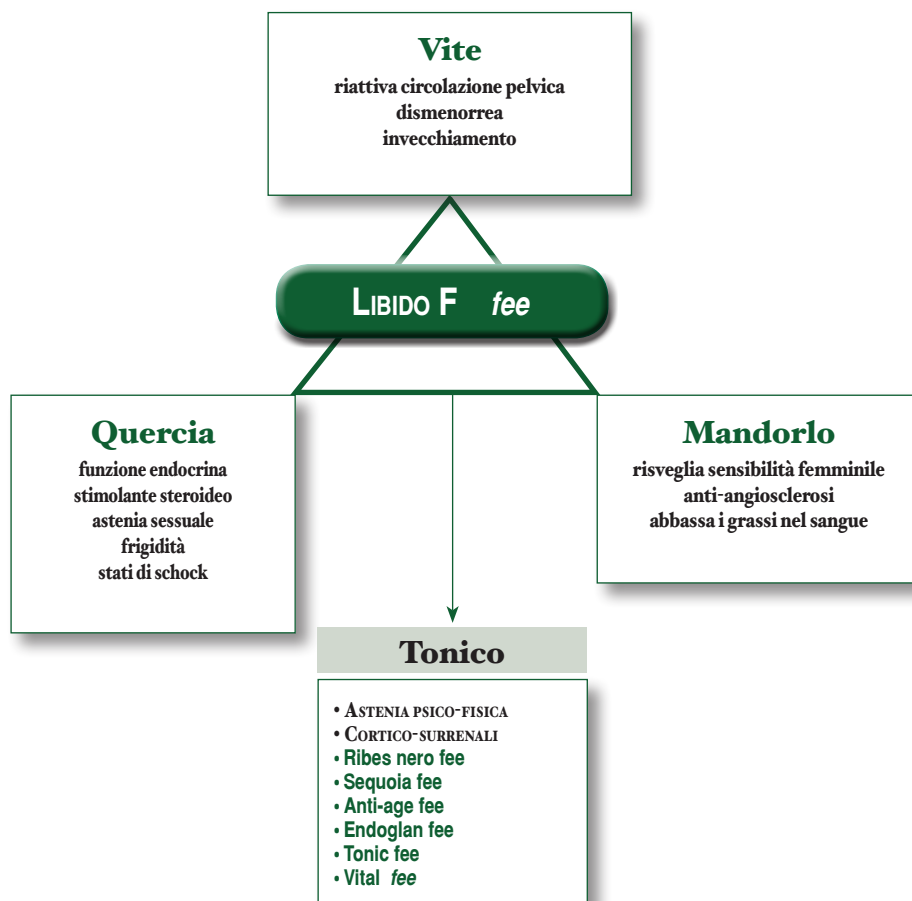 Vite
riattiva circolazione pelvica
dismenorrea
invecchiamento
LIBIDO F fee
Quercia
funzione endocrina
stimolante steroideo
astenia sessuale
frigidità
stati di schock
Mandorlo
risveglia sensibilità femminile
anti-angiosclerosi
abbassa i grassi nel sangue
Tonico
• ASTENIA PSICO-FISICA
• CORTICO-SURRENALI
• Ribes nero fee
• Sequoia fee
• Anti-age fee
• Endoglan fee
• Tonic fee
• Vital fee